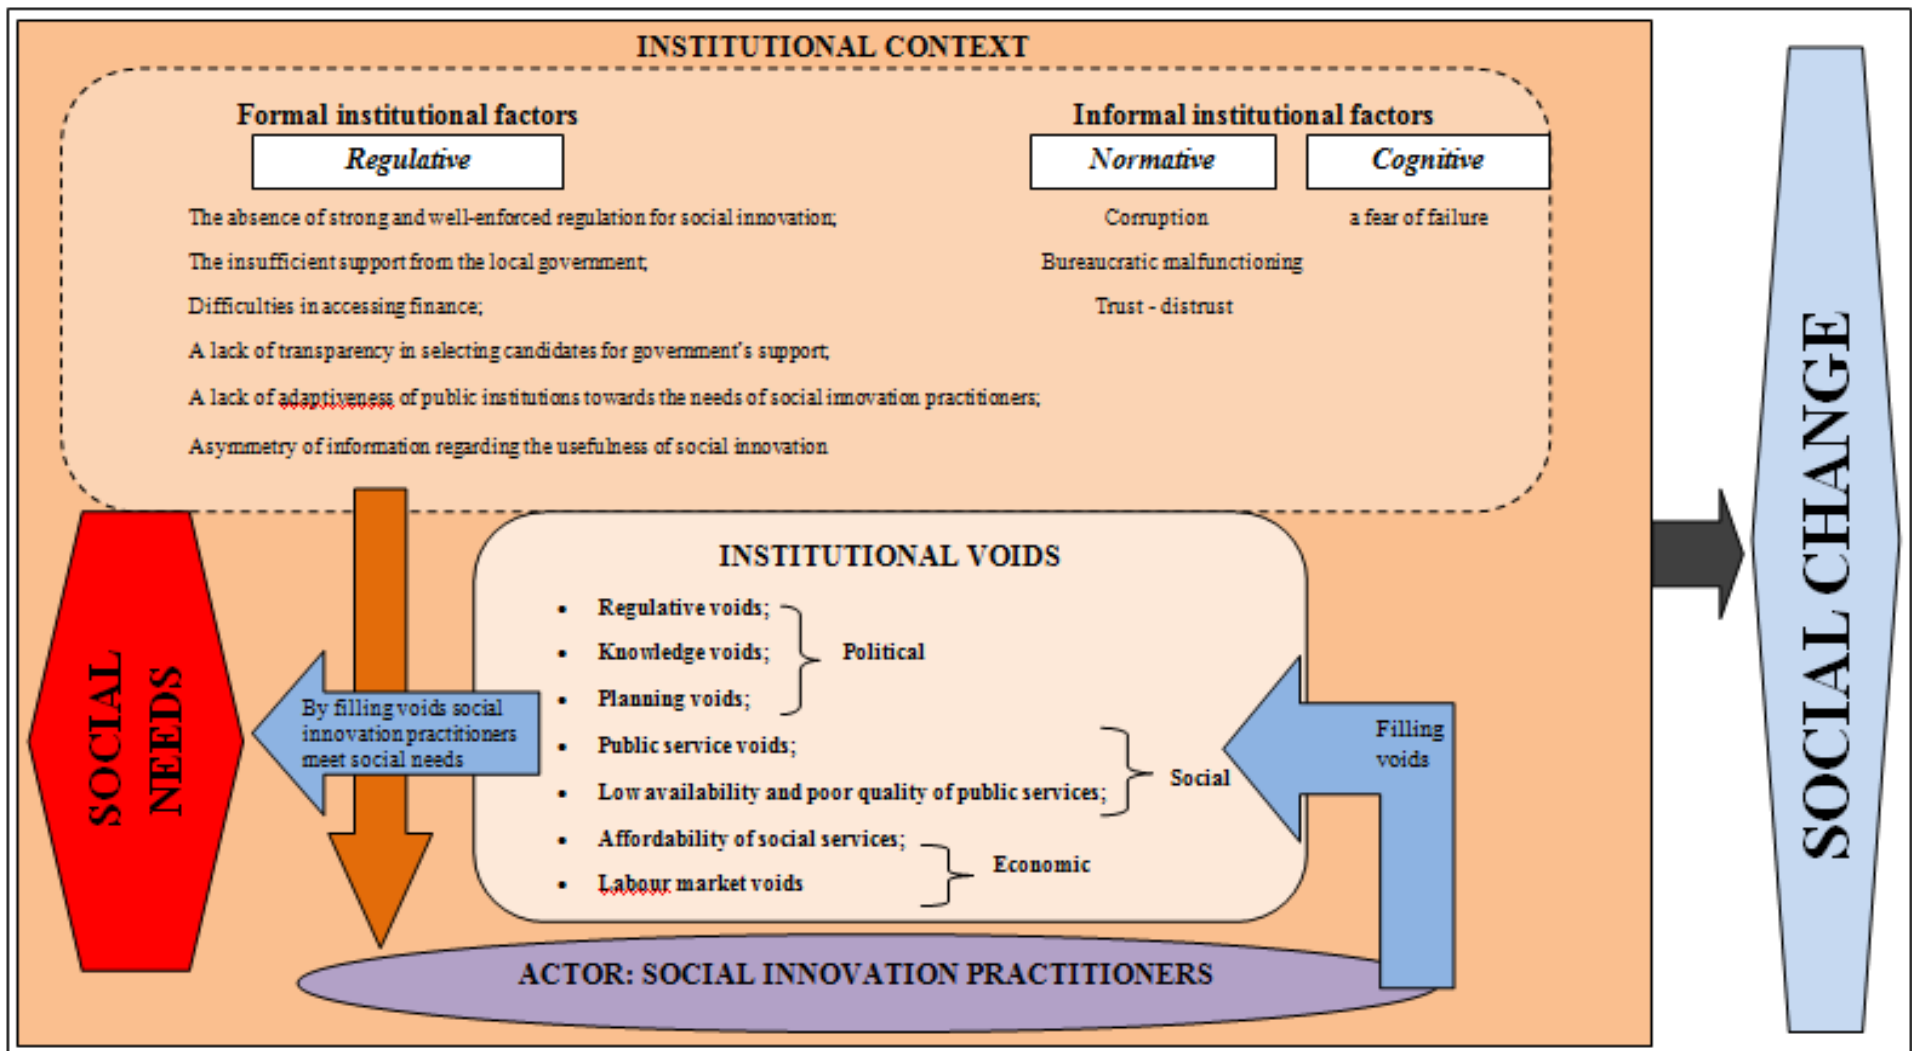 INSTITUTIONAL CONTEXT
Formal institutional factors
Regulative
The absence of strong and well-enforced regulation for social innovation;
The insufficient support from the local government;
Difficulties in accessing finance;
A lack of transparency in selecting candidates for government's support;
A lack of adaptiveness of public institutions towards the needs of social innovation practitioners;
Asymmetry of information regarding the usefulness of social innovation
Informal institutional factors
Normative
Corruption
Bureaucratic malfunctioning
Trust - distrust
Cognitive
a fear of failure
SOCIAL
NEEDS
By filling voids social
innovation practitioners
meet social needs
INSTITUTIONAL VOIDS
• Regulative voids;
• Knowledge voids;
• Planning voids;
Political
• Public service voids;
• Low availability and poor quality of public services;
Social
• Affordability of social services;
• Labour market voids
Economic
Filling
voids
ACTOR: SOCIAL INNOVATION PRACTITIONERS
SOCIAL CHANGE